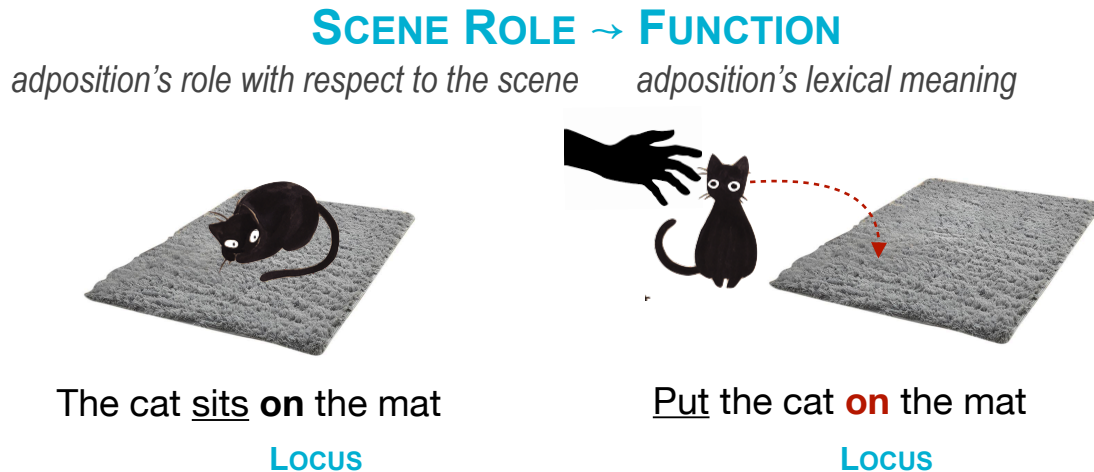 SCENE ROLE → FUNCTION
adposition's role with respect to the scene adposition's lexical meaning
The cat sits on the mat
Put the cat on the mat
LOCUS
LOCUS